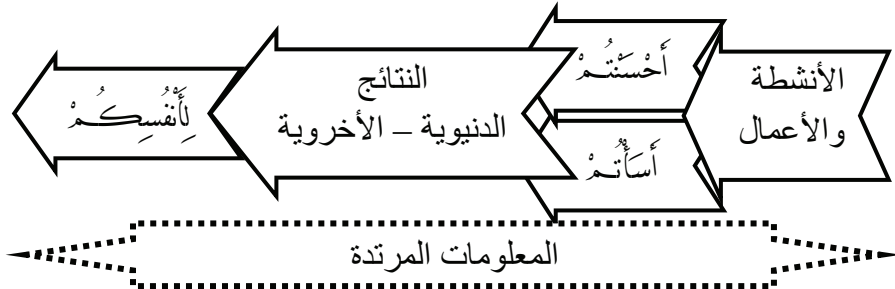 الأنشطة
والأعمال
أَحْسَنْتُمْ
أَسَأْتُمْ
النتائج
الدنيوية – الأخروية
لِأَنْفُسِكُمْ
المعلومات المرتدة